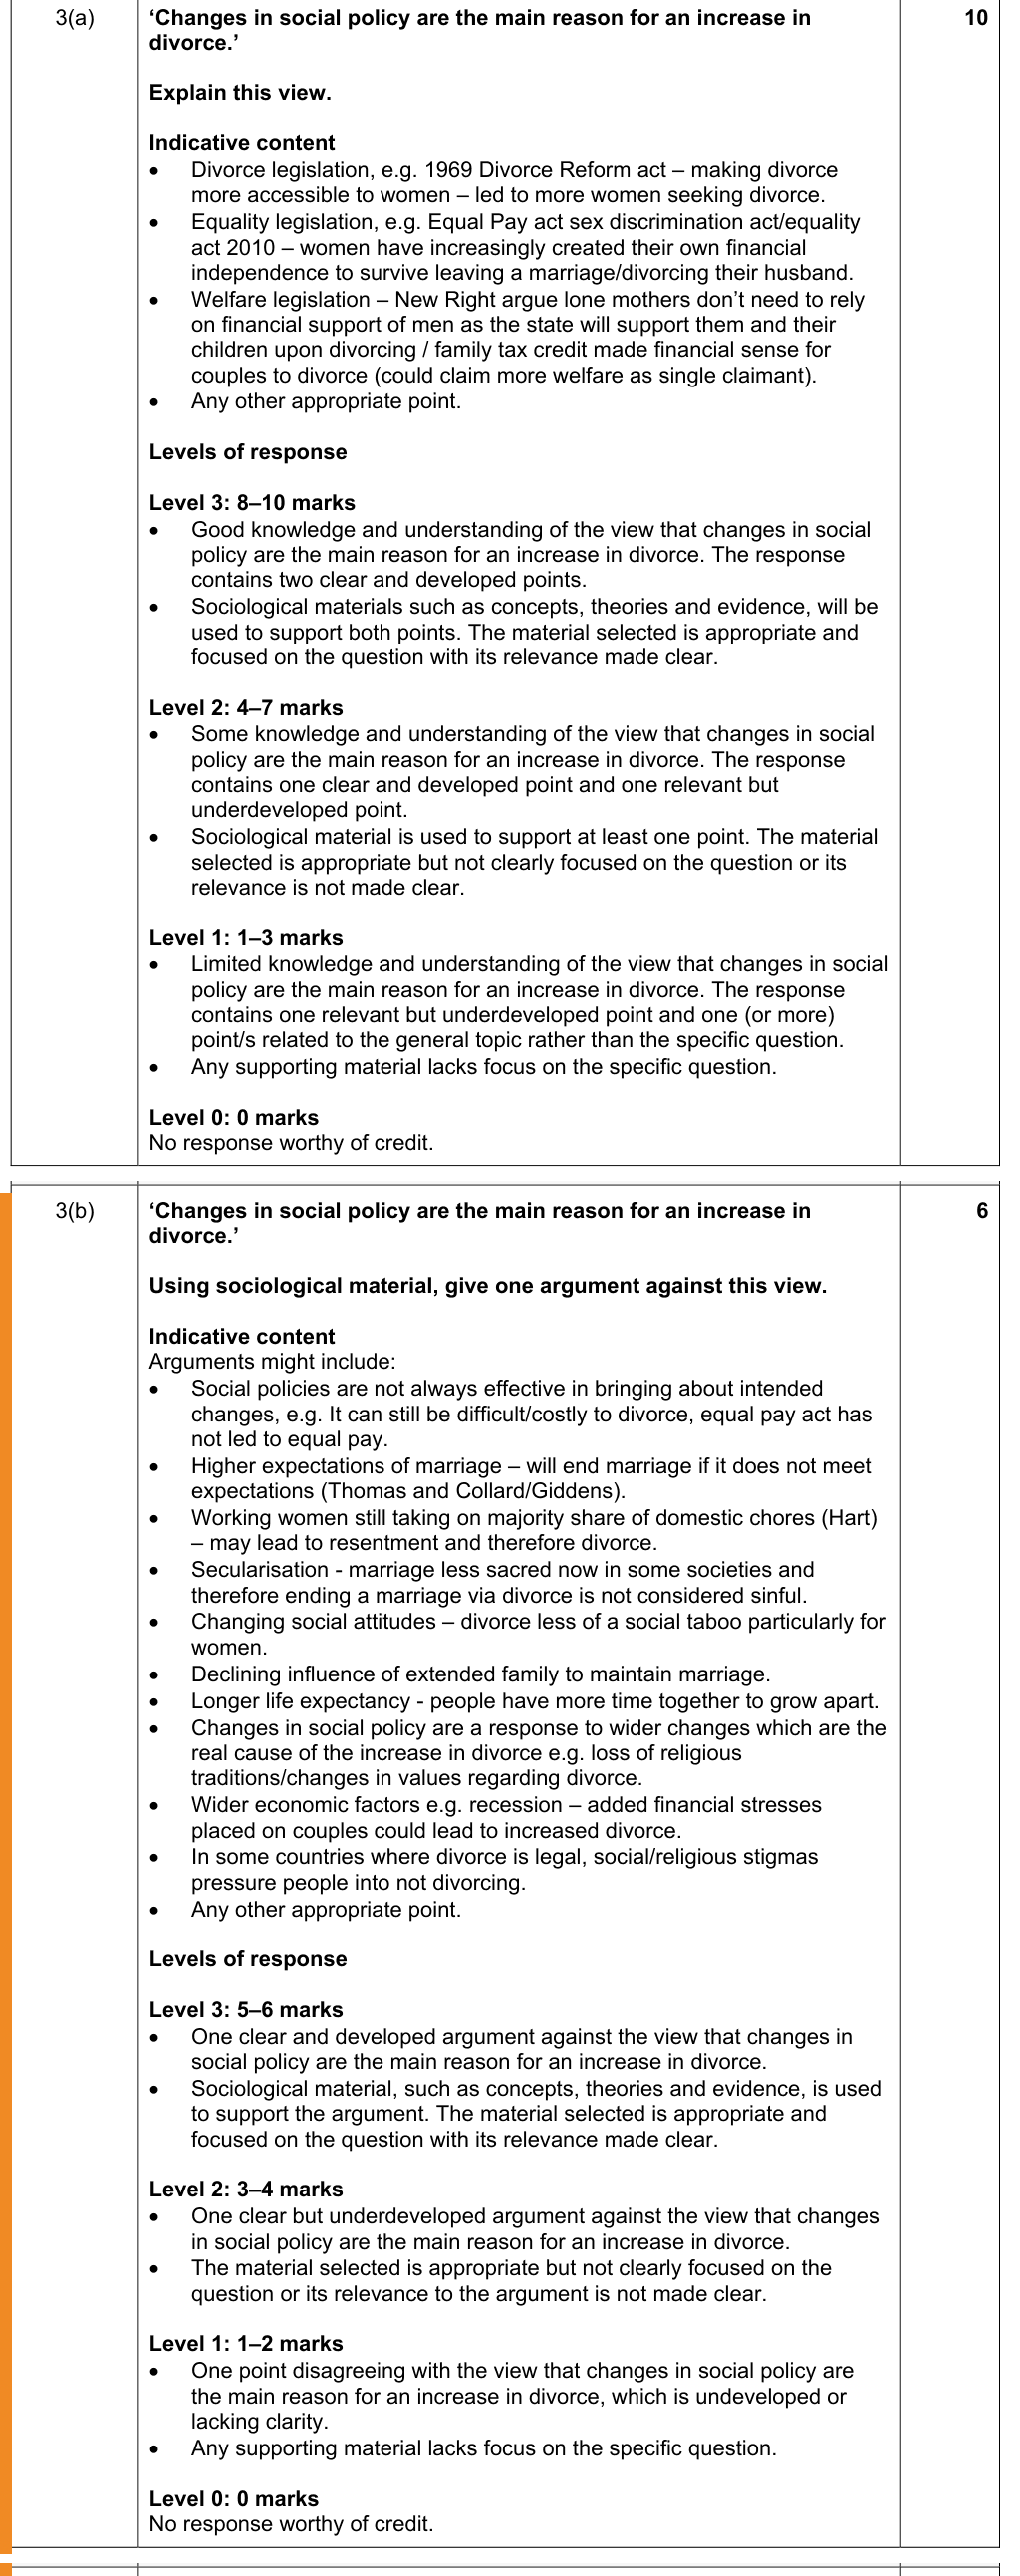 3(a)
‘Changes in social policy are the main reason for an increase in
divorce.’
10
Explain this view.
Indicative content
• Divorce legislation, e.g. 1969 Divorce Reform act – making divorce
more accessible to women – led to more women seeking divorce.
• Equality legislation, e.g. Equal Pay act sex discrimination act/equality
act 2010 – women have increasingly created their own financial
independence to survive leaving a marriage/divorcing their husband.
• Welfare legislation – New Right argue lone mothers don’t need to rely
on financial support of men as the state will support them and their
children upon divorcing / family tax credit made financial sense for
couples to divorce (could claim more welfare as single claimant).
• Any other appropriate point.
Levels of response
Level 3: 8–10 marks
• Good knowledge and understanding of the view that changes in social
policy are the main reason for an increase in divorce. The response
contains two clear and developed points.
• Sociological materials such as concepts, theories and evidence, will be
used to support both points. The material selected is appropriate and
focused on the question with its relevance made clear.
Level 2: 4–7 marks
• Some knowledge and understanding of the view that changes in social
policy are the main reason for an increase in divorce. The response
contains one clear and developed point and one relevant but
underdeveloped point.
• Sociological material is used to support at least one point. The material
selected is appropriate but not clearly focused on the question or its
relevance is not made clear.
Level 1: 1–3 marks
• Limited knowledge and understanding of the view that changes in social
policy are the main reason for an increase in divorce. The response
contains one relevant but underdeveloped point and one (or more)
point/s related to the general topic rather than the specific question.
• Any supporting material lacks focus on the specific question.
Level 0: 0 marks
No response worthy of credit.
3(b)
‘Changes in social policy are the main reason for an increase in
divorce.’
6
Using sociological material, give one argument against this view.
Indicative content
Arguments might include:
• Social policies are not always effective in bringing about intended
changes, e.g. It can still be difficult/costly to divorce, equal pay act has
not led to equal pay.
• Higher expectations of marriage – will end marriage if it does not meet
expectations (Thomas and Collard/Giddens).
• Working women still taking on majority share of domestic chores (Hart)
– may lead to resentment and therefore divorce.
• Secularisation - marriage less sacred now in some societies and
therefore ending a marriage via divorce is not considered sinful.
• Changing social attitudes – divorce less of a social taboo particularly for
women.
• Declining influence of extended family to maintain marriage.
• Longer life expectancy - people have more time together to grow apart.
• Changes in social policy are a response to wider changes which are the
real cause of the increase in divorce e.g. loss of religious
traditions/changes in values regarding divorce.
• Wider economic factors e.g. recession – added financial stresses
placed on couples could lead to increased divorce.
• In some countries where divorce is legal, social/religious stigmas
pressure people into not divorcing.
• Any other appropriate point.
Levels of response
Level 3: 5–6 marks
• One clear and developed argument against the view that changes in
social policy are the main reason for an increase in divorce.
• Sociological material, such as concepts, theories and evidence, is used
to support the argument. The material selected is appropriate and
focused on the question with its relevance made clear.
Level 2: 3–4 marks
• One clear but underdeveloped argument against the view that changes
in social policy are the main reason for an increase in divorce.
• The material selected is appropriate but not clearly focused on the
question or its relevance to the argument is not made clear.
Level 1: 1–2 marks
• One point disagreeing with the view that changes in social policy are
the main reason for an increase in divorce, which is undeveloped or
lacking clarity.
• Any supporting material lacks focus on the specific question.
Level 0: 0 marks
No response worthy of credit.